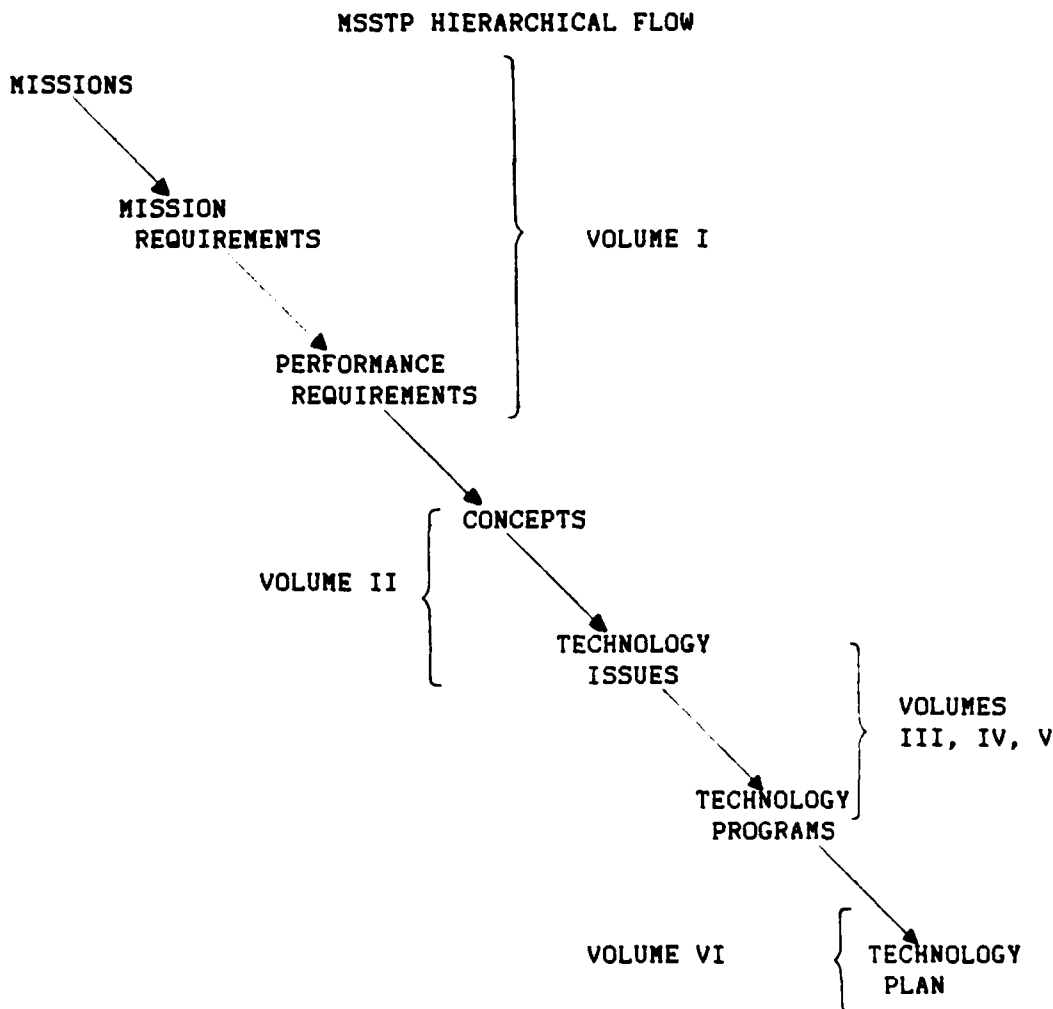 MSSTP HIERARCHICAL FLOW
MISSIONS
MISSION
REQUIREMENTS
VOLUME I
PERFORMANCE
REQUIREMENTS
CONCEPTS
VOLUME II
TECHNOLOGY
ISSUES
VOLUMES
III, IV, V
TECHNOLOGY
PROGRAMS
VOLUME VI
TECHNOLOGY
PLAN